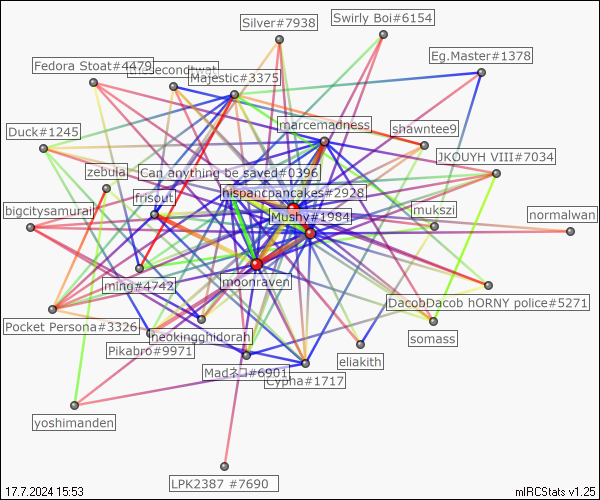 Swirly Boi#6154
Silver#7938
Eg.Master#1378
Fedora Stoat#4479
thesecondtwat
Majestic#3375
marcemadness
shawntee9
Duck#1245
JKOUYH VIII#7034
zebula
Can anything be saved#0396
frisout
hispancpancakes#2928
bigcitysamurai
Mushy#1984
mukszi
normalwan
ming#4742
moonraven
DacobDacob hORNY police#5271
Pocket Persona#3326
neokingghidorah
somass
Pikabro#9971
eliakith
Madネコ#6901
Cypha#1717
yoshimanden
LPK2387 #7690
17.7.2024 15:53
mIRCStats v1.25